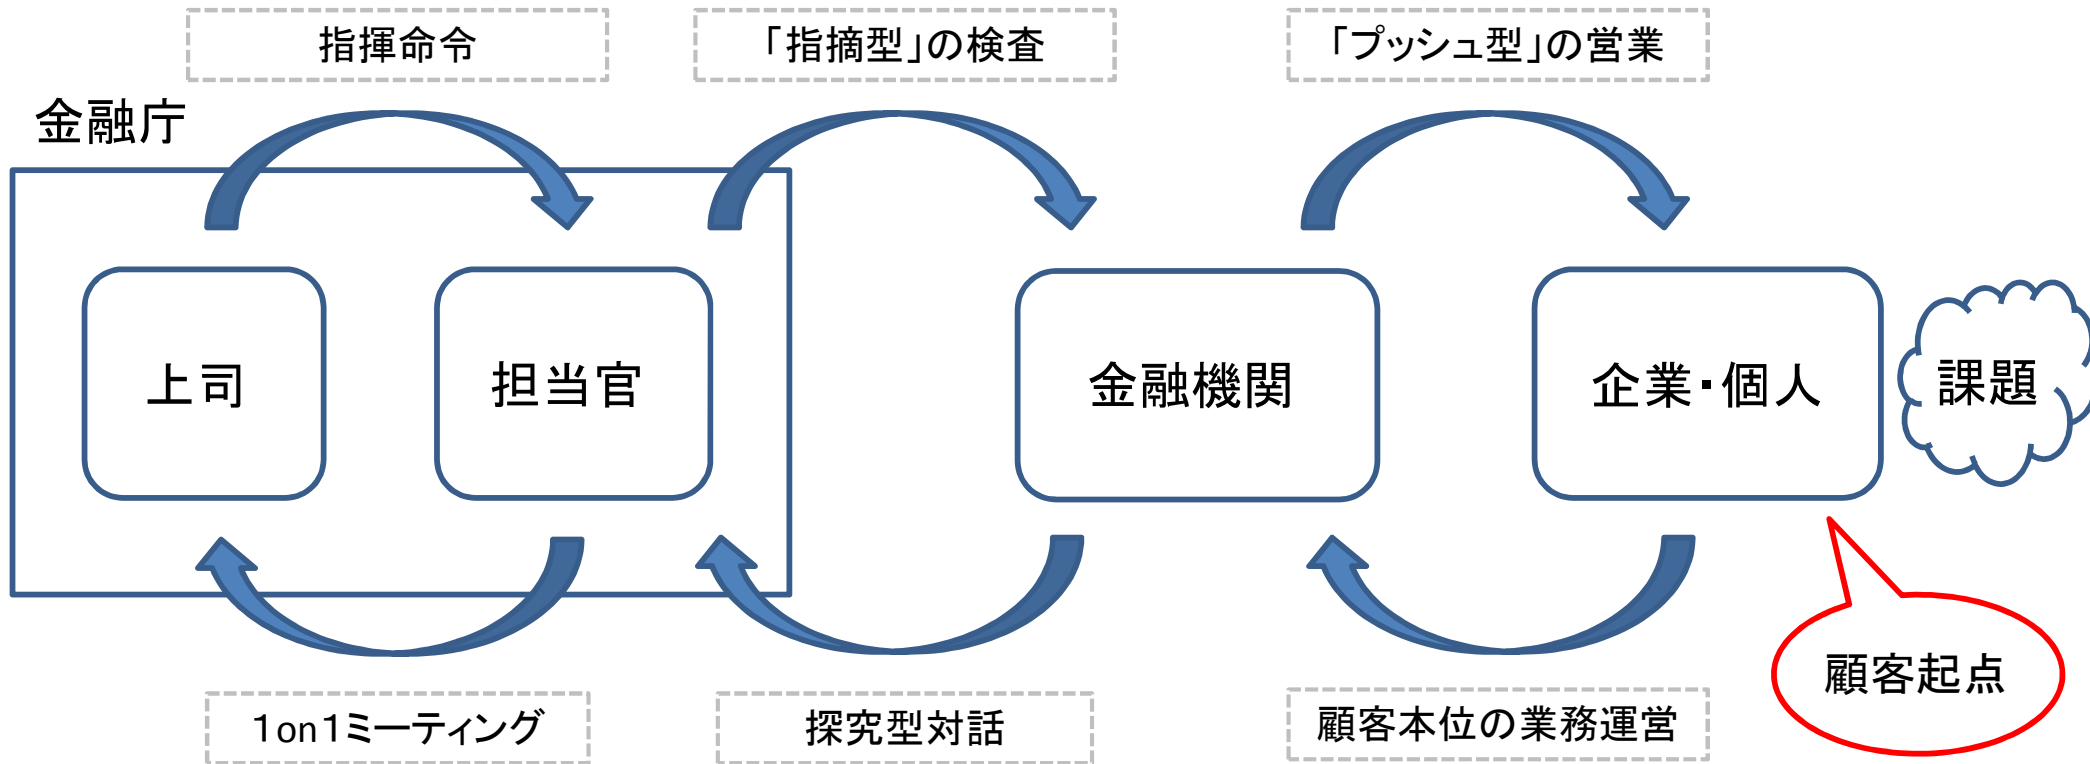 指揮命令
「指摘型」の検査
「プッシュ型」の営業
金融庁
上司
担当官
金融機関
企業・個人
課題
顧客起点
1on1ミーティング
探究型対話
顧客本位の業務運営